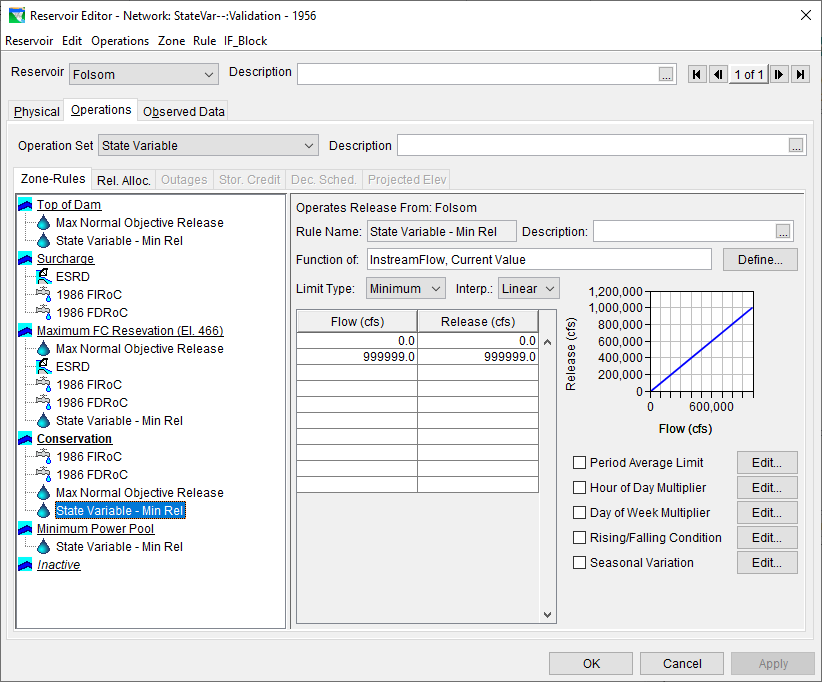 Reservoir Editor - Network: StateVar--:Validation - 1956
Reservoir Edit Operations Zone Rule IF_Block
Reservoir Folsom Description ... 1 of 1
Physical Operations Observed Data
Operation Set State Variable Description ...
Zone-Rules Rel. Alloc. Outages Stor. Credit Dec. Sched. Projected Elev
Top of Dam
Max Normal Objective Release
State Variable - Min Rel
Surcharge
ESRD
1986 FIRoC
1986 FDRoC
Maximum FC Resevation (El. 466)
Max Normal Objective Release
ESRD
1986 FIRoC
1986 FDRoC
State Variable - Min Rel
Conservation
1986 FIRoC
1986 FDRoC
Max Normal Objective Release
State Variable - Min Rel
Minimum Power Pool
State Variable - Min Rel
Inactive
Operates Release From: Folsom
Rule Name: State Variable - Min Rel Description: ...
Function of: InstreamFlow, Current Value Define...
Limit Type: Minimum Interp.: Linear
Flow (cfs) Release (cfs)
0.0 0.0
999999.0 999999.0
Release (cfs)
1,200,000
1,000,000
800,000
600,000
400,000
200,000
0
0 600,000
Flow (cfs)
Period Average Limit Edit...
Hour of Day Multiplier Edit...
Day of Week Multiplier Edit...
Rising/Falling Condition Edit...
Seasonal Variation Edit...
OK Cancel Apply